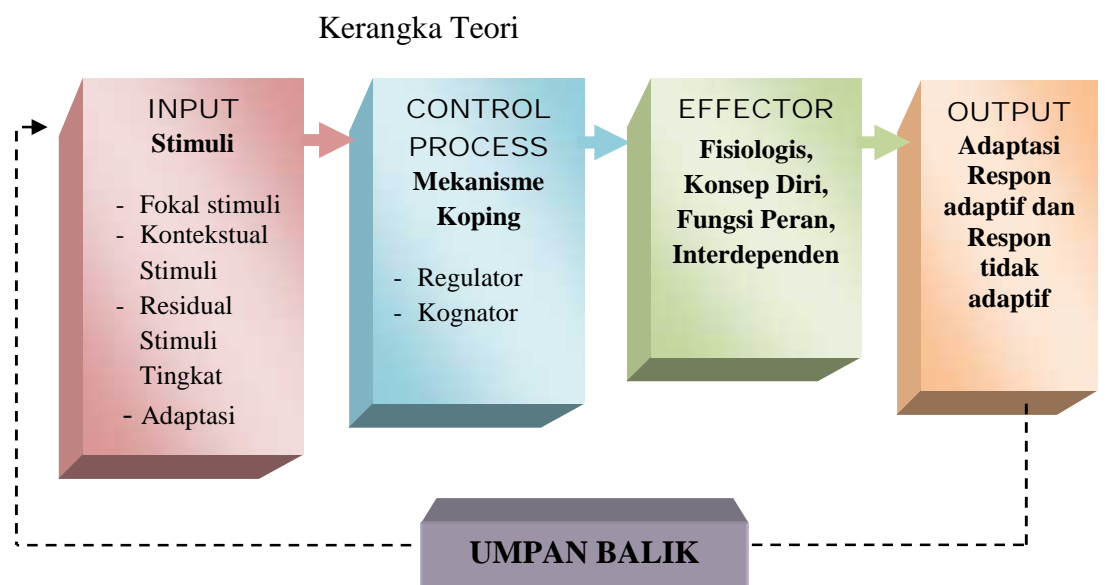 Kerangka Teori
INPUT
Stimuli
- Fokal stimuli
- Kontekstual
Stimuli
- Residual
Stimuli
Tingkat
- Adaptasi
CONTROL
PROCESS
Mekanisme
Koping
- Regulator
- Kognator
EFFECTOR
Fisiologis,
Konsep Diri,
Fungsi Peran,
Interdependen
OUTPUT
Adaptasi
Respon
adaptif dan
Respon
tidak
adaptif
UMPAN BALIK